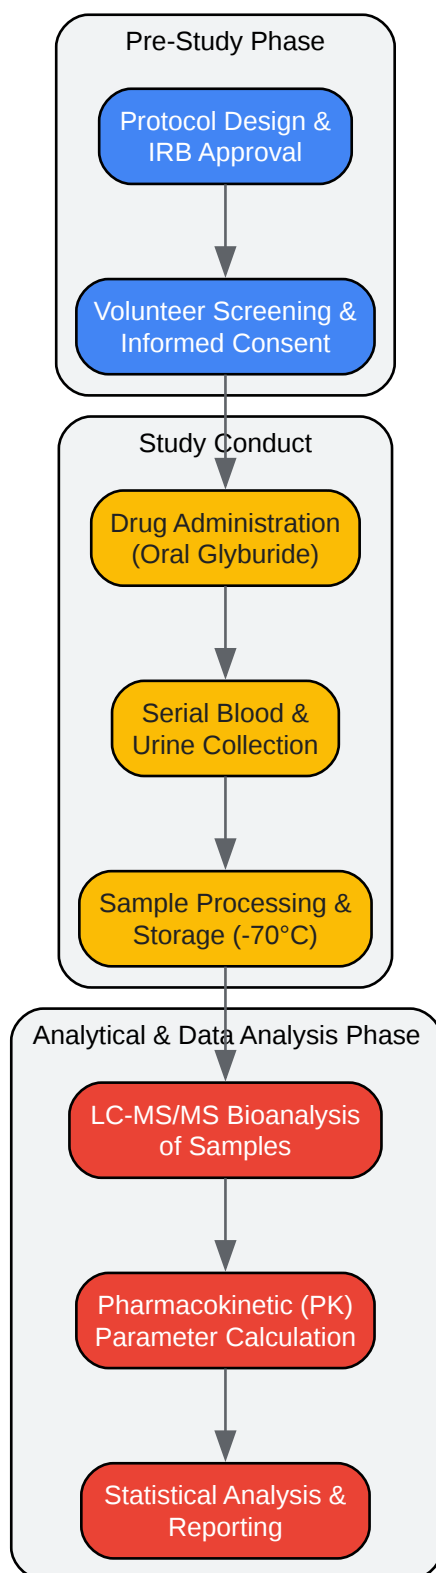 Pre-Study Phase
Protocol Design &
IRB Approval
Volunteer Screening &
Informed Consent
Study Conduct
Drug Administration
(Oral Glyburide)
Serial Blood &
Urine Collection
Sample Processing &
Storage (-70°C)
Analytical & Data Analysis Phase
LC-MS/MS Bioanalysis
of Samples
Pharmacokinetic (PK)
Parameter Calculation
Statistical Analysis &
Reporting